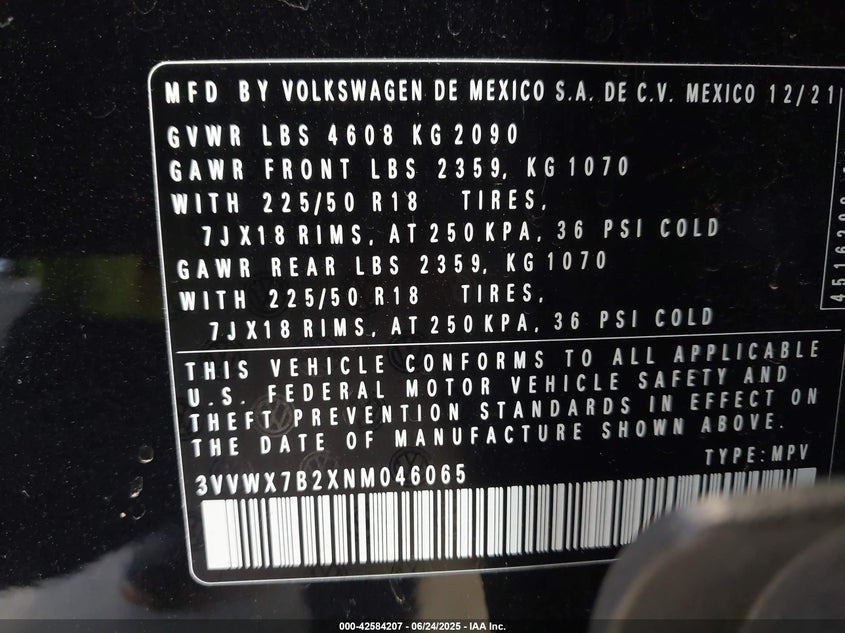 MFD BY VOLKSWAGEN DE MEXICO S.A. DE C.V. MEXICO 12/21
GVWR LBS 4608 KG 2090
GAWR FRONT LBS 2359, KG 1070
WITH 225/50 R18 TIRES,
7JX18 RIMS, AT 250 KPA, 36 PSI COLD
GAWR REAR LBS 2359, KG 1070
WITH 225/50 R18 TIRES,
7JX18 RIMS, AT 250 KPA, 36 PSI COLD
THIS VEHICLE CONFORMS TO ALL APPLICABLE
U.S. FEDERAL MOTOR VEHICLE SAFETY AND
THEFT PREVENTION STANDARDS IN EFFECT ON
THE DATE OF MANUFACTURE SHOWN ABOVE.
TYPE: MPV
3VVWX7B2XNM046065
000-42584207 - 06/24/2025 - IAA Inc.